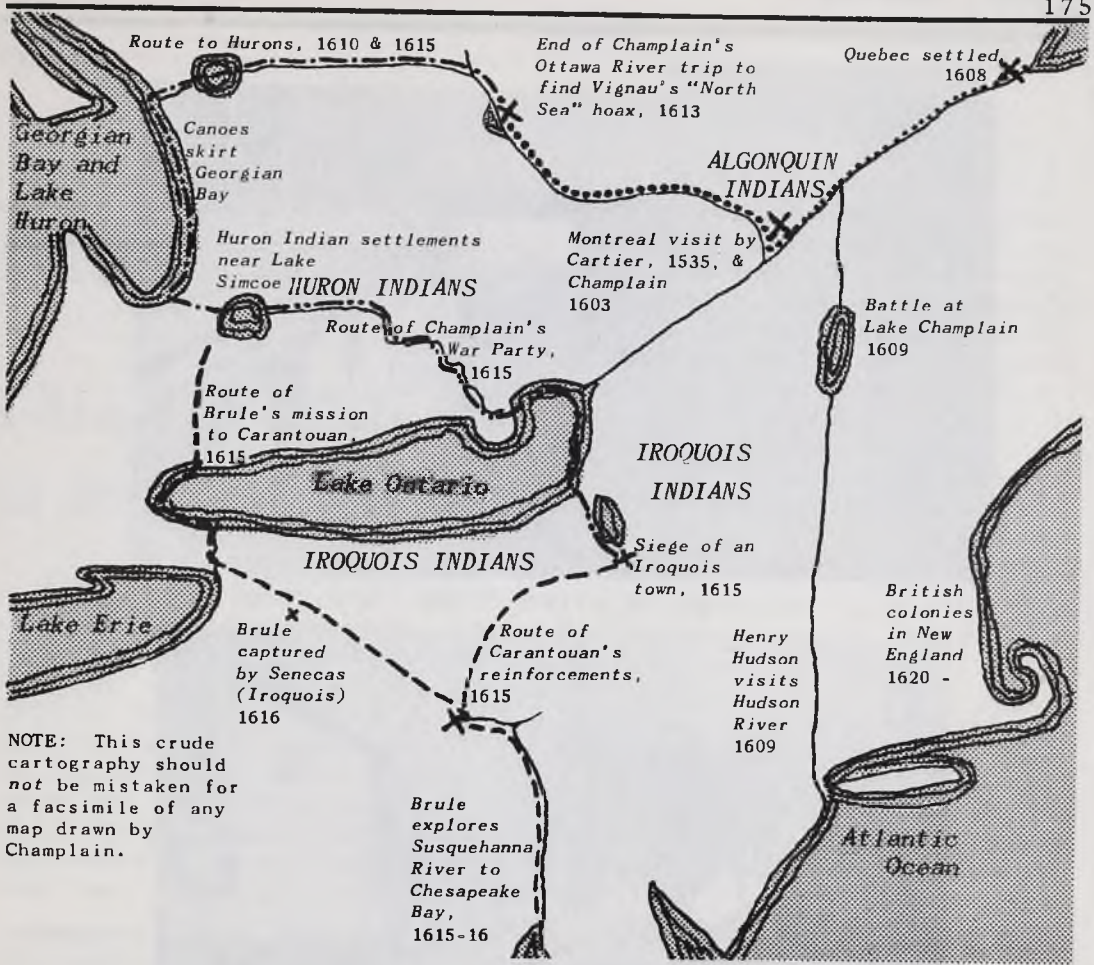 175
Route to Hurons, 1610 & 1615
End of Champlain's
Ottawa River trip to
find Vignau's "North
Sea" hoax, 1613
Quebec settled
1608
Georgian
Bay and
Lake
Huron
Canoes
skirt
Georgian
Bay
ALGONQUIN
INDIANS
Huron Indian settlements
near Lake
Simcoe
HURON INDIANS
Montreal visit by
Cartier, 1535, &
Champlain
1603
Route of Champlain's
War Party,
1615
Battle at
Lake Champlain
1609
Route of
Brule's mission
to Carantouan,
1615
Lake Ontario
IROQUOIS
INDIANS
IROQUOIS INDIANS
Siege of an
Iroquois
town, 1615
Lake Erie
Brule
captured
by Senecas
(Iroquois)
1616
Route of
Carantouan's
reinforcements,
1615
Henry
Hudson
visits
Hudson
River
1609
British
colonies
in New
England
1620 -
NOTE: This crude
cartography should
not be mistaken for
a facsimile of any
map drawn by
Champlain.
Brule
explores
Susquehanna
River to
Chesapeake
Bay,
1615-16
Atlantic
Ocean